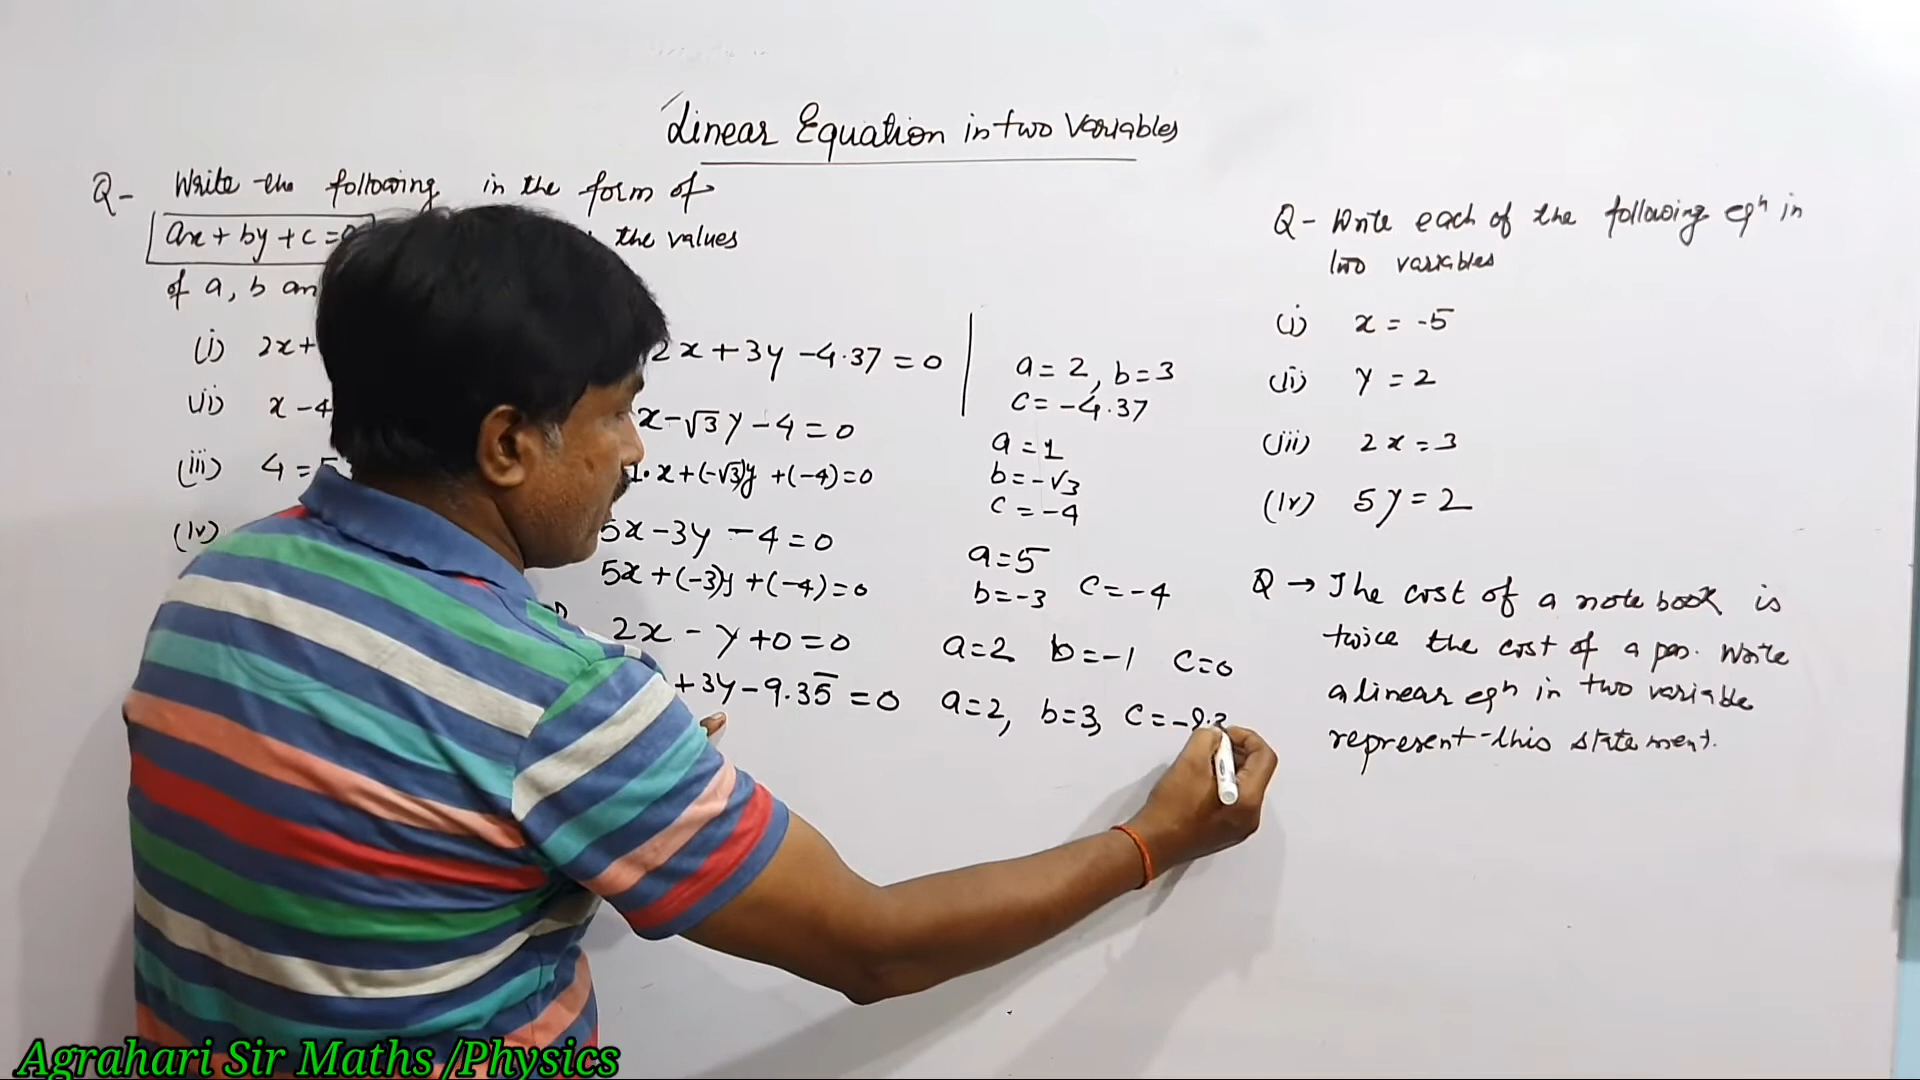 Linear Equation in two Variables
Q- Write the following in the form of
ax + by + c = 0 the values
of a, b an
(i) 2x+ 2x + 3y - 4.37 = 0 a = 2, b = 3
c = -4.37
(ii) x - 4 x - √3 y - 4 = 0 a = 1
1.x + (-√3)y + (-4) = 0 b = -√3
c = -4
(iii) 4 = 5 5x - 3y - 4 = 0 a = 5
5x + (-3)y + (-4) = 0 b = -3 c = -4
(iv) 2x - y + 0 = 0 a=2 b=-1 c=0
+ 3y - 9.35̅ = 0 a=2, b=3, c = -9.3
Q- Write each of the following eqn in
two variables
(i) x = -5
(ii) y = 2
(iii) 2x = 3
(iv) 5y = 2
Q → The cost of a note book is
twice the cost of a pen. Write
a linear eqn in two variable
represent this statement.
Agrahari Sir Maths /Physics